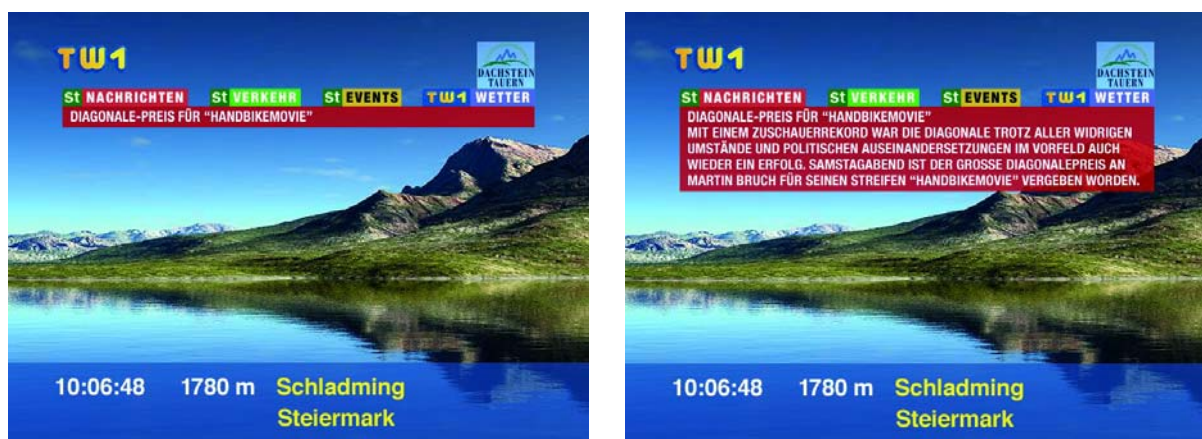 TW1
DACHSTEIN
TAUERN
St NACHRICHTEN St VERKEHR St EVENTS TW1 WETTER
DIAGONALE-PREIS FÜR "HANDBIKEMOVIE"
10:06:48 1780 m Schladming
Steiermark
TW1
DACHSTEIN
TAUERN
St NACHRICHTEN St VERKEHR St EVENTS TW1 WETTER
DIAGONALE-PREIS FÜR "HANDBIKEMOVIE"
MIT EINEM ZUSCHAUERREKORD WAR DIE DIAGONALE TROTZ ALLER WIDRIGEN
UMSTÄNDE UND POLITISCHEN AUSEINANDERSETZUNGEN IM VORFELD AUCH
WIEDER EIN ERFOLG. SAMSTAGABEND IST DER GROSSE DIAGONALEPREIS AN
MARTIN BRUCH FÜR SEINEN STREIFEN "HANDBIKEMOVIE" VERGEBEN WORDEN.
10:06:48 1780 m Schladming
Steiermark